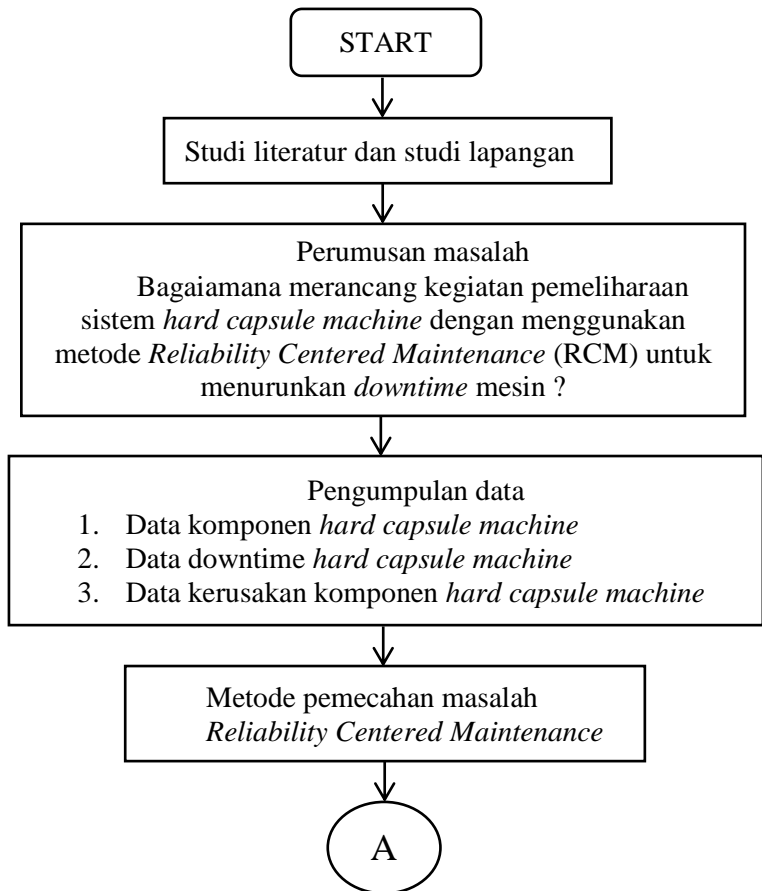 START
Studi literatur dan studi lapangan
Perumusan masalah
Bagaiamana merancang kegiatan pemeliharaan
sistem hard capsule machine dengan menggunakan
metode Reliability Centered Maintenance (RCM) untuk
menurunkan downtime mesin ?
Pengumpulan data
1. Data komponen hard capsule machine
2. Data downtime hard capsule machine
3. Data kerusakan komponen hard capsule machine
Metode pemecahan masalah
Reliability Centered Maintenance
A